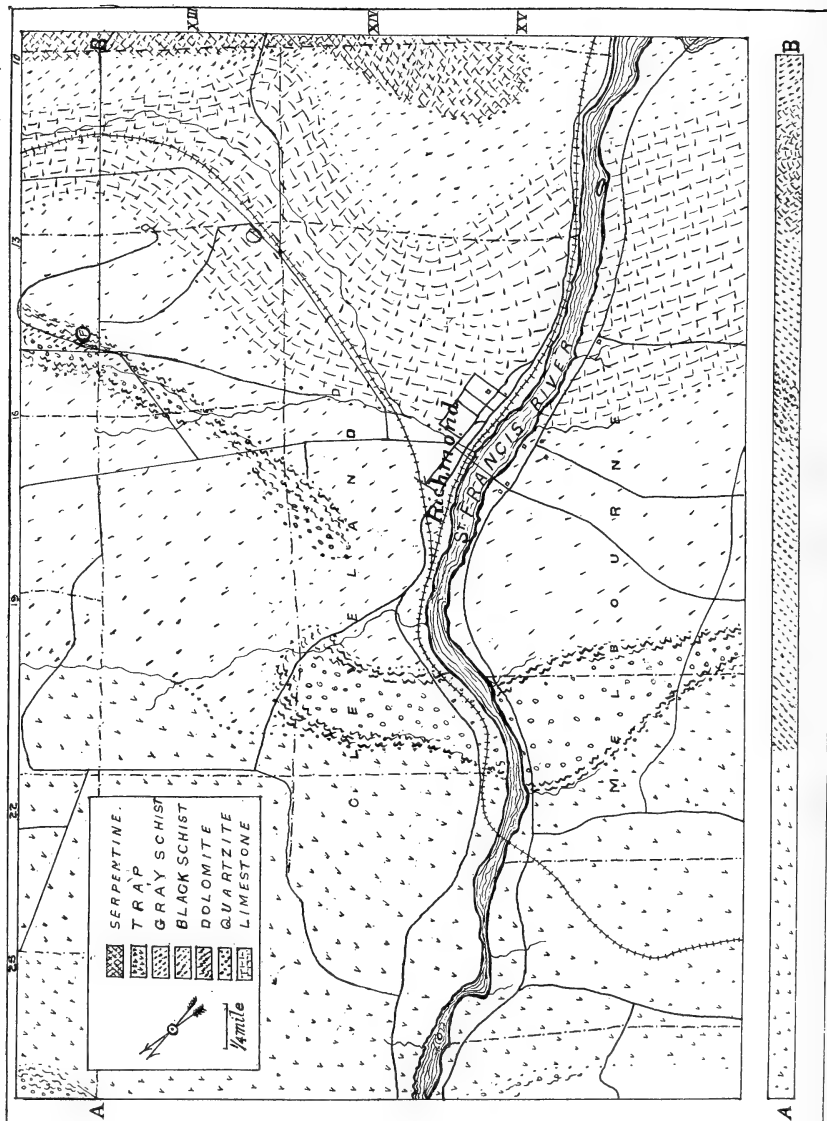 XIII
XIV
XV
10
13
16
19
22
25
B
A
CLEVELAND
Richmond
ST FRANCIS RIVER
MELBOURNE
SERPENTINE.
TRAP
GRAY SCHIST
BLACK SCHIST
DOLOMITE
QUARTZITE
LIMESTONE
¼ mile
A
B